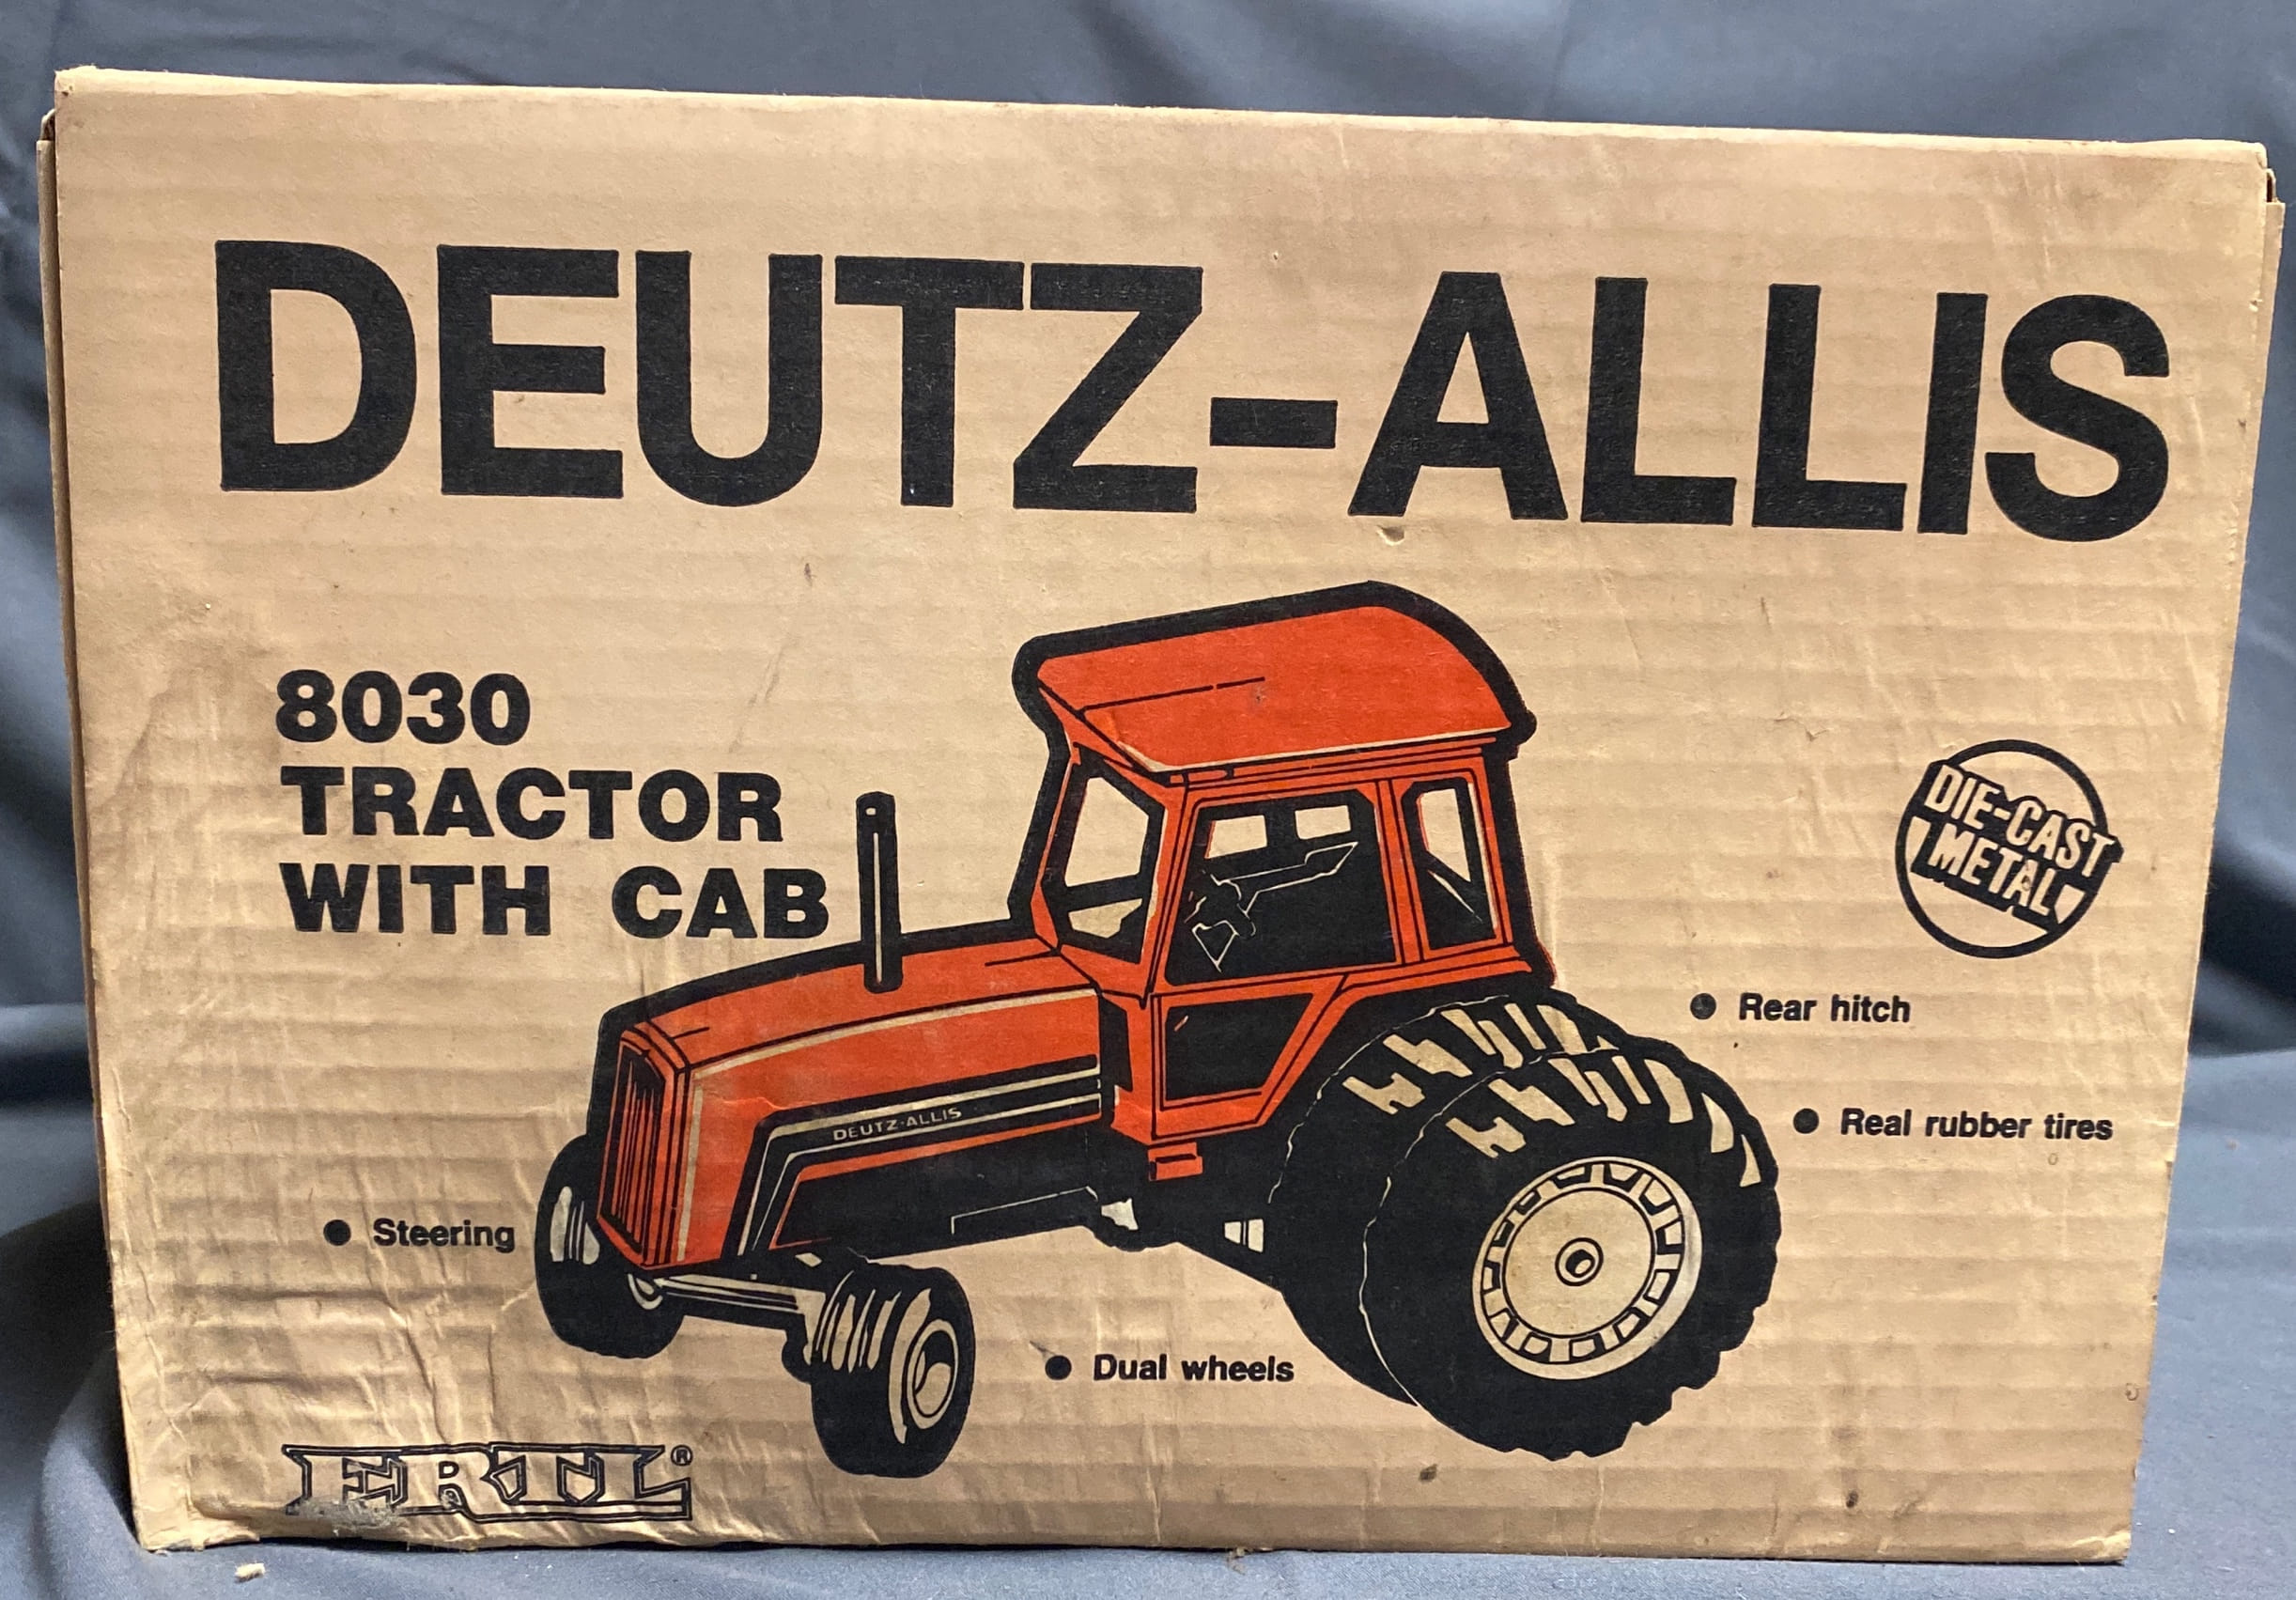 DEUTZ-ALLIS
8030
TRACTOR
WITH CAB
DIE-CAST
METAL
● Rear hitch
● Real rubber tires
DEUTZ-ALLIS
● Steering
● Dual wheels
ERTL®